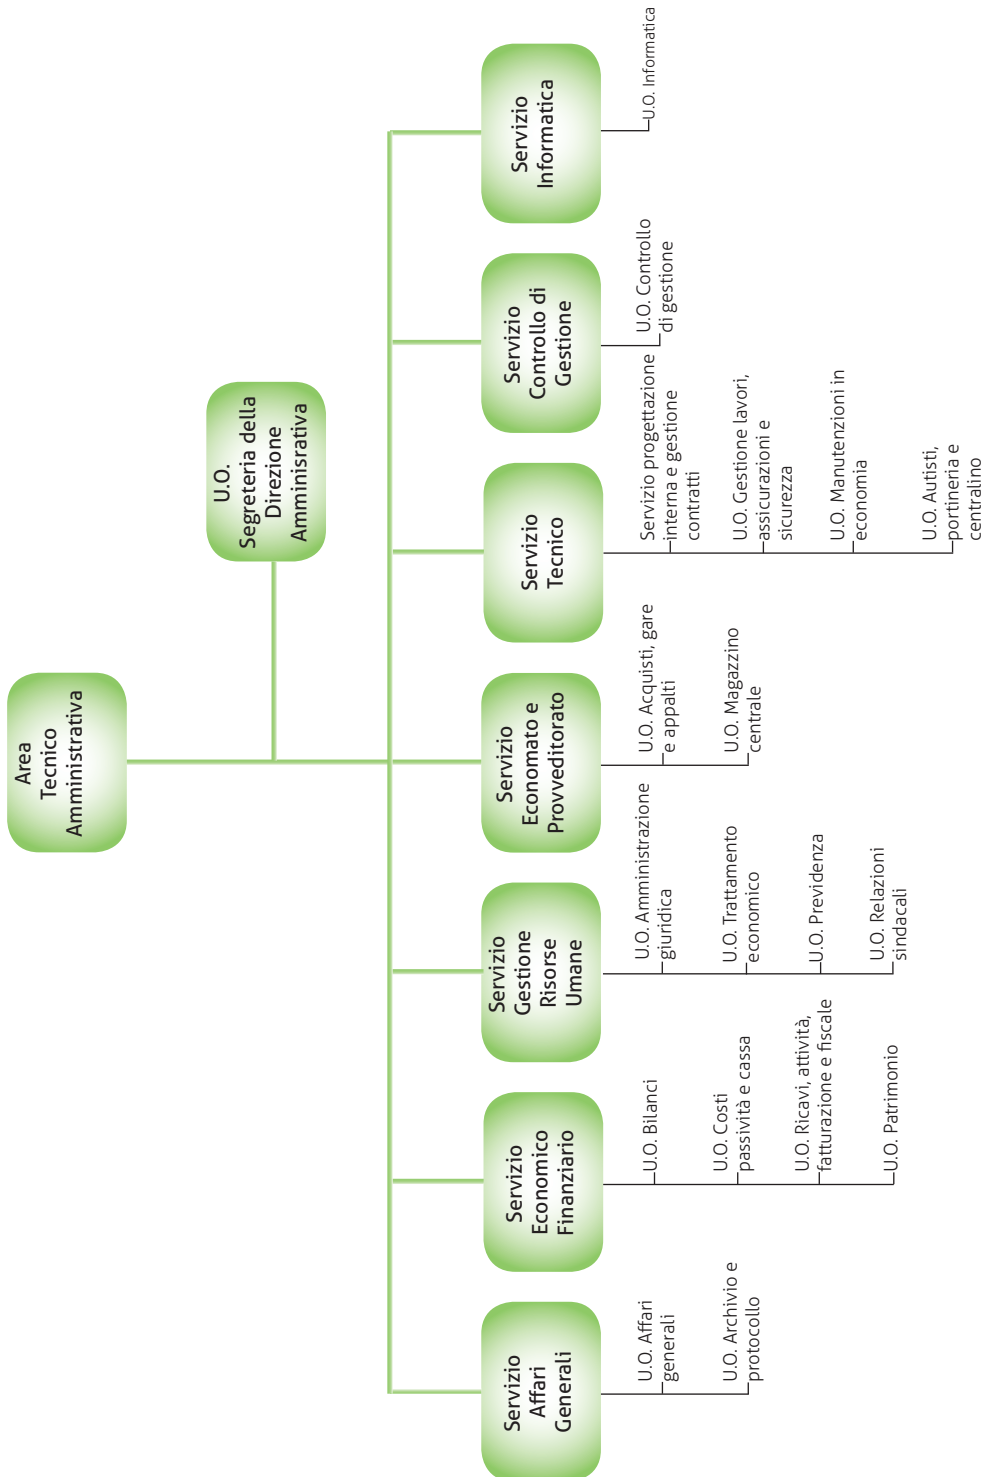 Area
Tecnico
Amministrativa
U.O.
Segreteria della
Direzione
Amminisrativa
Servizio
Affari
Generali
U.O. Affari
generali
U.O. Archivio e
protocollo
Servizio
Economico
Finanziario
U.O. Bilanci
U.O. Costi
passività e cassa
U.O. Ricavi, attività,
fatturazione e fiscale
U.O. Patrimonio
Servizio
Gestione
Risorse
Umane
U.O. Amministrazione
giuridica
U.O. Trattamento
economico
U.O. Previdenza
U.O. Relazioni
sindacali
Servizio
Economato e
Provveditorato
U.O. Acquisti, gare
e appalti
U.O. Magazzino
centrale
Servizio
Tecnico
Servizio progettazione
interna e gestione
contratti
U.O. Gestione lavori,
assicurazioni e
sicurezza
U.O. Manutenzioni in
economia
U.O. Autisti,
portineria e
centralino
Servizio
Controllo di
Gestione
U.O. Controllo
di gestione
Servizio
Informatica
U.O. Informatica